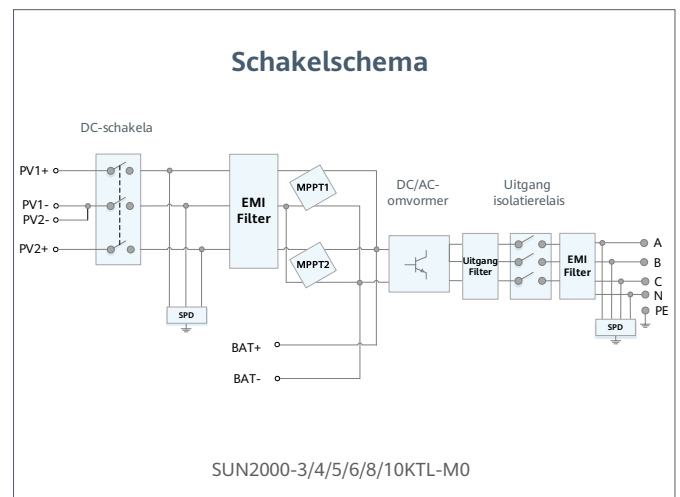 Schakelschema
DC-schakela
PV1+
PV1-
PV2-
PV2+
EMI
Filter
MPPT1
MPPT2
DC/AC-
omvormer
Uitgang
isolatierelais
Uitgang
Filter
EMI
Filter
A
B
C
N
PE
SPD
SPD
BAT+
BAT-
SUN2000-3/4/5/6/8/10KTL-M0